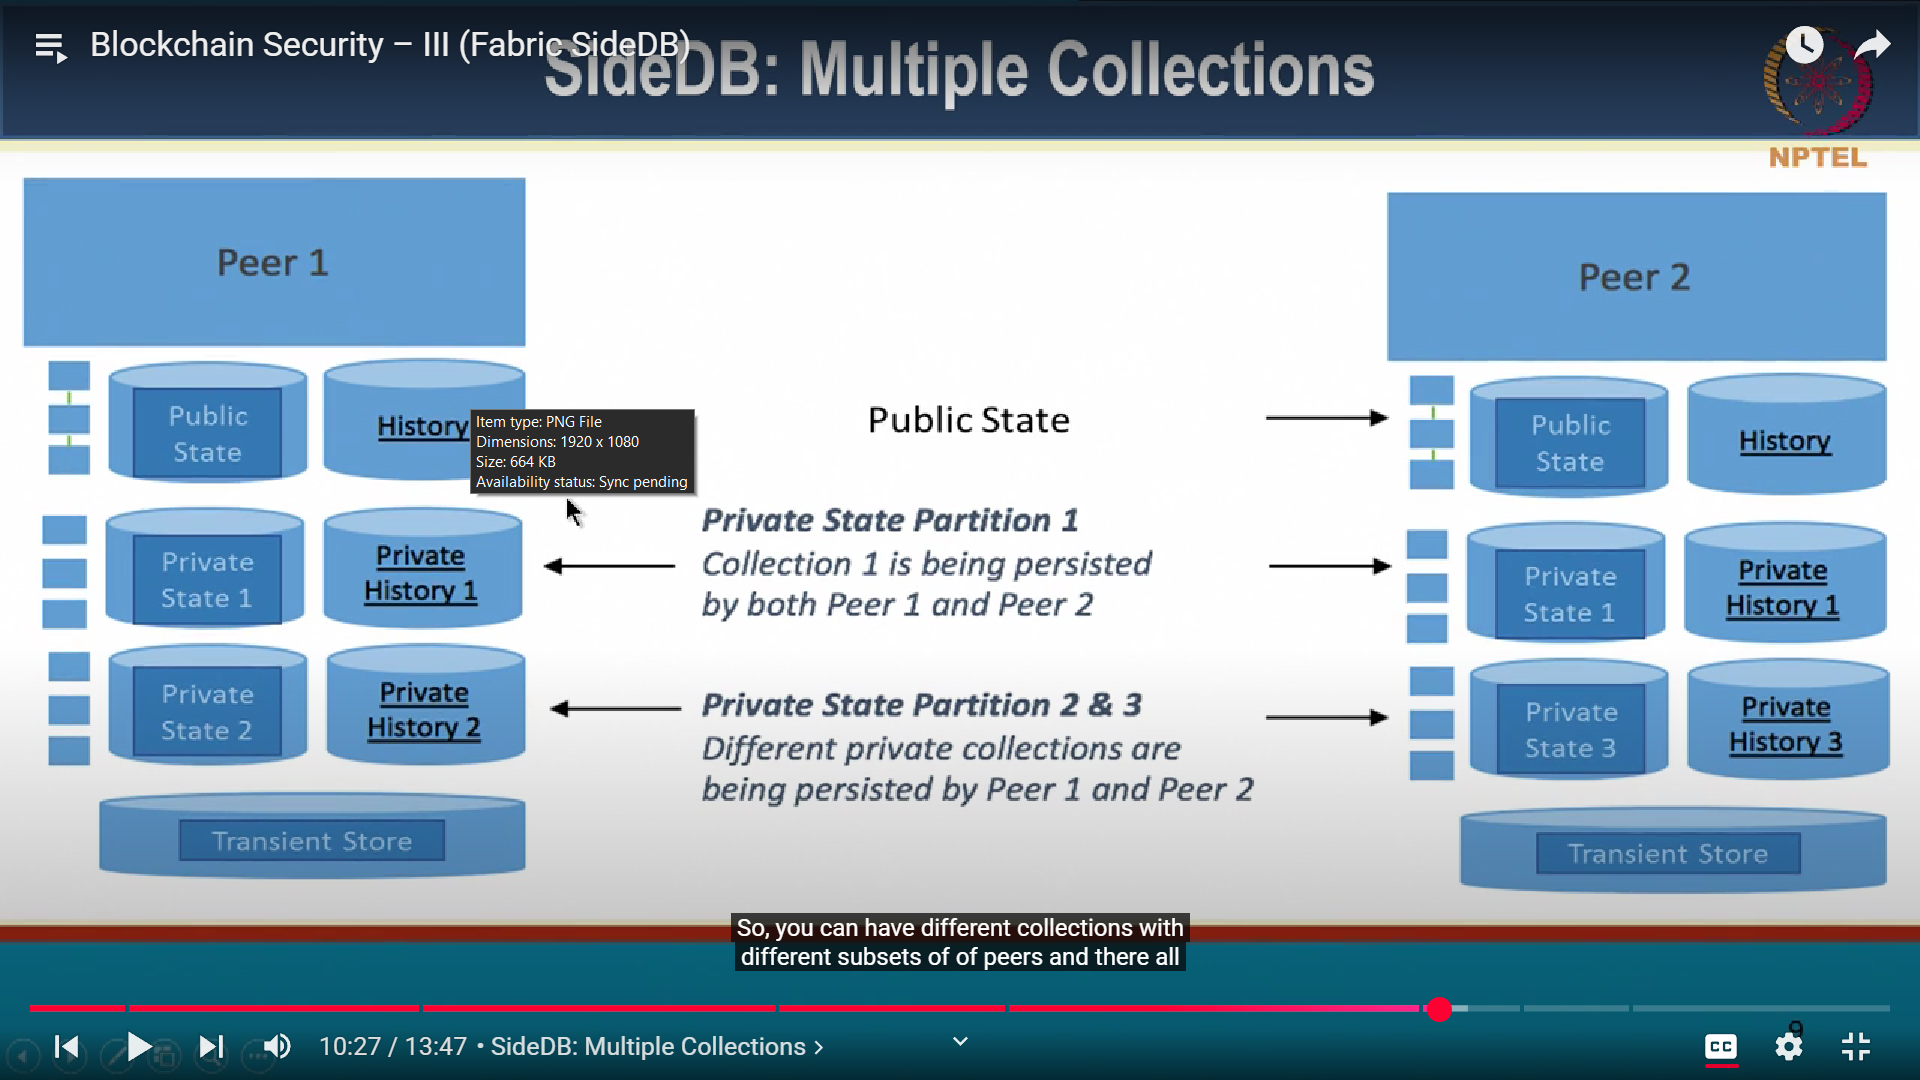 Blockchain Security – III (Fabric SideDB)
SideDB: Multiple Collections
NPTEL
Peer 1
Public
State
History
Private
State 1
Private
History 1
Private
State 2
Private
History 2
Transient Store
Item type: PNG File
Dimensions: 1920 x 1080
Size: 664 KB
Availability status: Sync pending
Public State
Private State Partition 1
Collection 1 is being persisted
by both Peer 1 and Peer 2
Private State Partition 2 & 3
Different private collections are
being persisted by Peer 1 and Peer 2
Peer 2
Public
State
History
Private
State 1
Private
History 1
Private
State 3
Private
History 3
Transient Store
So, you can have different collections with
different subsets of of peers and there all
10:27 / 13:47 • SideDB: Multiple Collections
CC
9